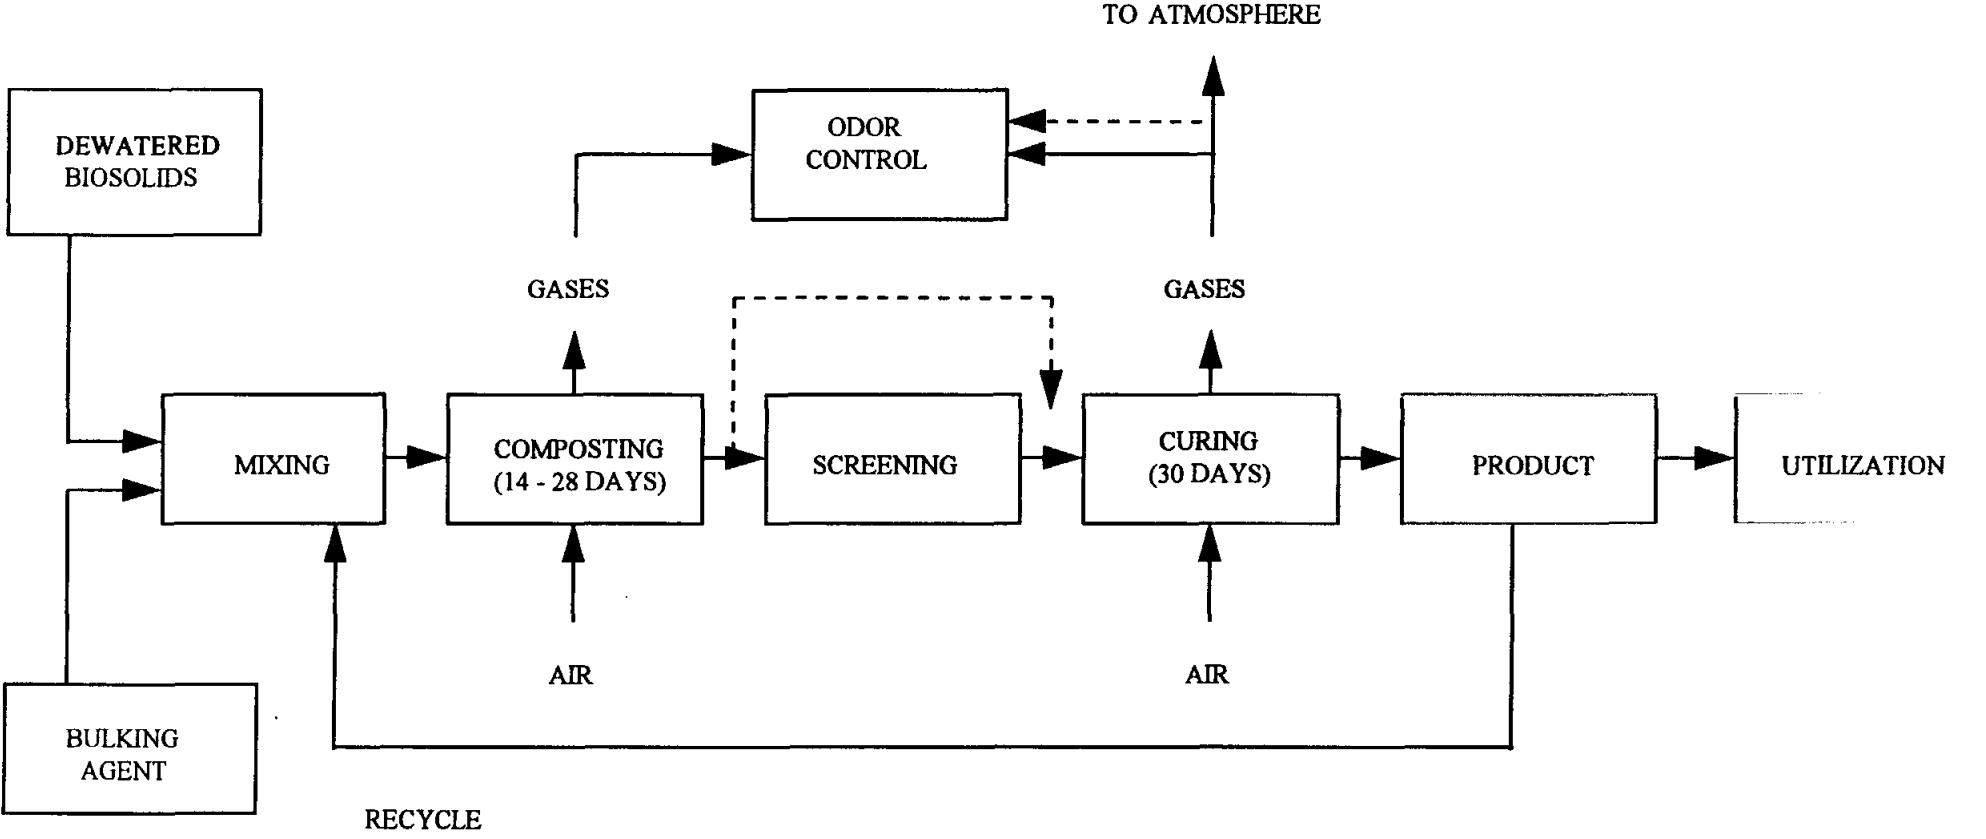 TO ATMOSPHERE
ODOR
CONTROL
DEWATERED
BIOSOLIDS
GASES
GASES
MIXING
COMPOSTING
(14 - 28 DAYS)
SCREENING
CURING
(30 DAYS)
PRODUCT
UTILIZATION
AIR
AIR
BULKING
AGENT
RECYCLE